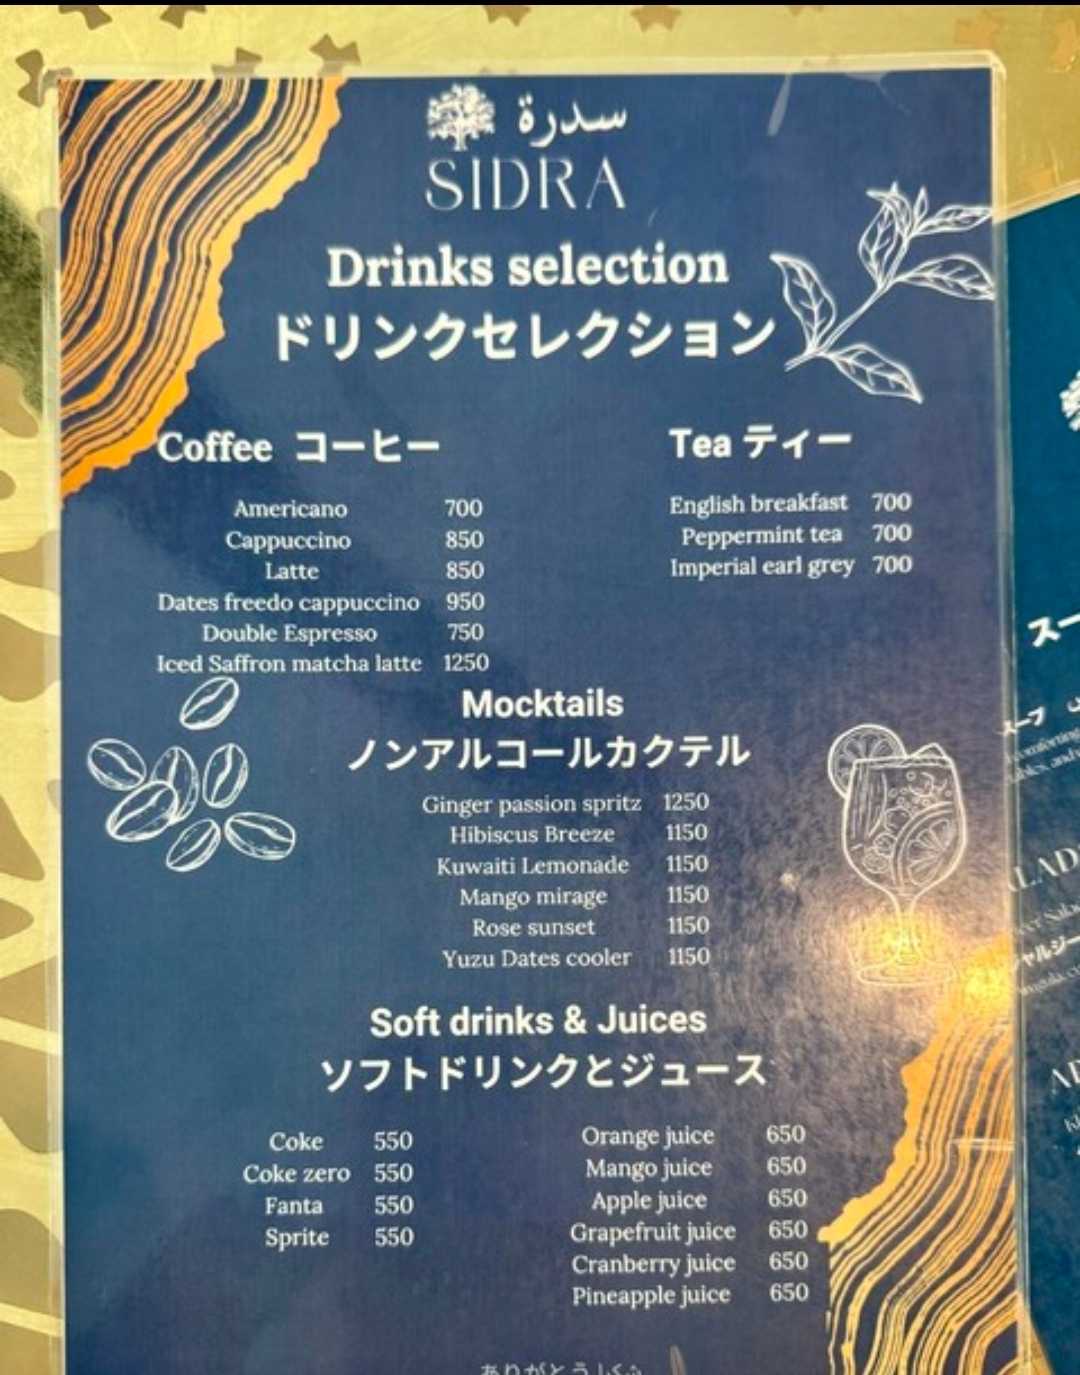 سدرة
SIDRA
Drinks selection
ドリンクセレクション
Coffee コーヒー
Americano 700
Cappuccino 850
Latte 850
Dates freedo cappuccino 950
Double Espresso 750
Iced Saffron matcha latte 1250
Tea ティー
English breakfast 700
Peppermint tea 700
Imperial earl grey 700
Mocktails
ノンアルコールカクテル
Ginger passion spritz 1250
Hibiscus Breeze 1150
Kuwaiti Lemonade 1150
Mango mirage 1150
Rose sunset 1150
Yuzu Dates cooler 1150
Soft drinks & Juices
ソフトドリンクとジュース
Coke 550
Coke zero 550
Fanta 550
Sprite 550
Orange juice 650
Mango juice 650
Apple juice 650
Grapefruit juice 650
Cranberry juice 650
Pineapple juice 650
ありがとう